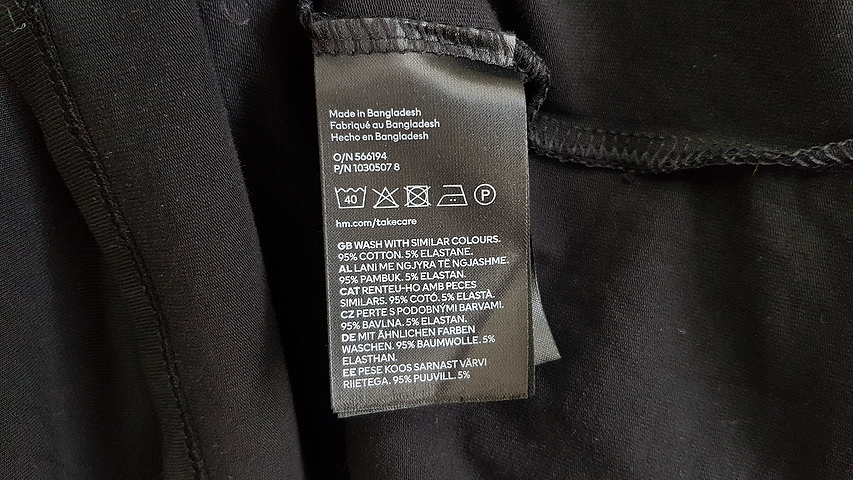 Made in Bangladesh
Fabriqué au Bangladesh
Hecho en Bangladesh
O/N 566194
P/N 1030507 8
40 P
hm.com/takecare
GB WASH WITH SIMILAR COLOURS.
95% COTTON. 5% ELASTANE.
AL LANI ME NGJYRA TË NGJASHME.
95% PAMBUK. 5% ELASTAN.
CAT RENTEU-HO AMB PECES
SIMILARS. 95% COTÓ. 5% ELASTÀ.
CZ PERTE S PODOBNÝMI BARVAMI.
95% BAVLNA. 5% ELASTAN.
DE MIT ÄHNLICHEN FARBEN
WASCHEN. 95% BAUMWOLLE. 5%
ELASTHAN.
EE PESE KOOS SARNAST VÄRVI
RIIETEGA. 95% PUUVILL. 5%